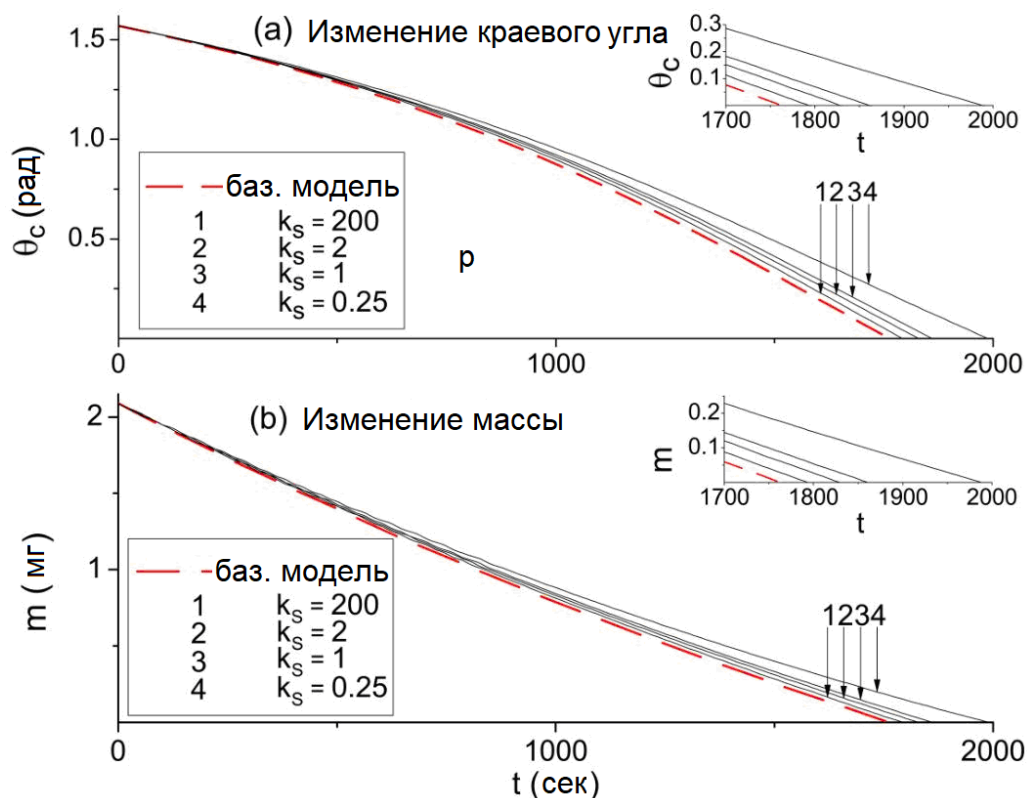 (a) Изменение краевого угла
1.5
1.0
0.5
θc (рад)
0.3
0.2
0.1
θc
1700 1800 1900 2000
t
баз. модель
1 ks = 200
2 ks = 2
3 ks = 1
4 ks = 0.25
p
1234
0 1000 2000
(b) Изменение массы
2
1
m ( мг)
0.2
0.1
m
1700 1800 1900 2000
t
баз. модель
1 ks = 200
2 ks = 2
3 ks = 1
4 ks = 0.25
1234
0 1000 2000
t (сек)